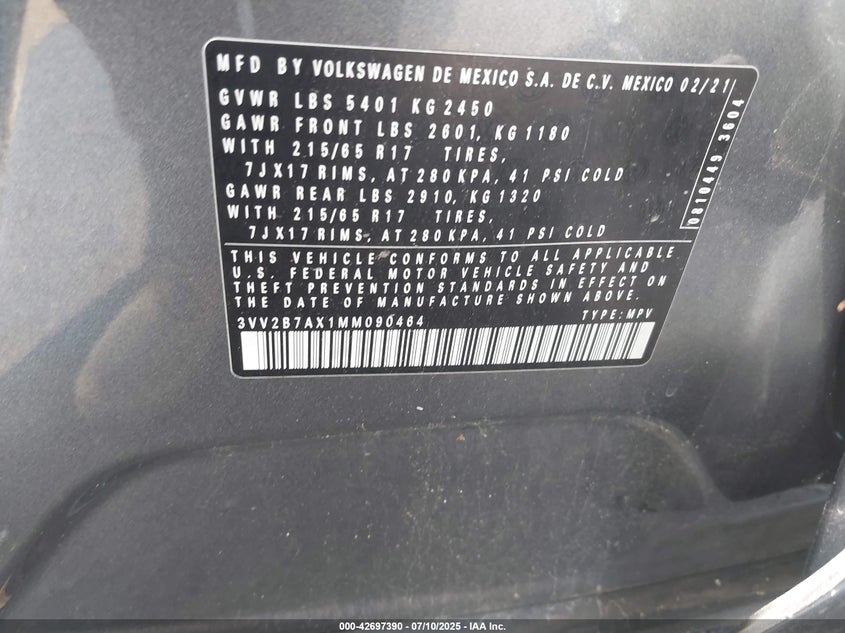 MFD BY VOLKSWAGEN DE MEXICO S.A. DE C.V. MEXICO 02/21
GVWR LBS 5401 KG 2450
GAWR FRONT LBS 2601, KG 1180
WITH 215/65 R17 TIRES,
7JX17 RIMS, AT 280 KPA, 41 PSI COLD
GAWR REAR LBS 2910, KG 1320
WITH 215/65 R17 TIRES,
7JX17 RIMS, AT 280 KPA, 41 PSI COLD
0810449 3604
THIS VEHICLE CONFORMS TO ALL APPLICABLE
U.S. FEDERAL MOTOR VEHICLE SAFETY AND
THEFT PREVENTION STANDARDS IN EFFECT ON
THE DATE OF MANUFACTURE SHOWN ABOVE.
3VV2B7AX1MM090464 TYPE: MPV
000-42697390 - 07/10/2025 - IAA Inc.